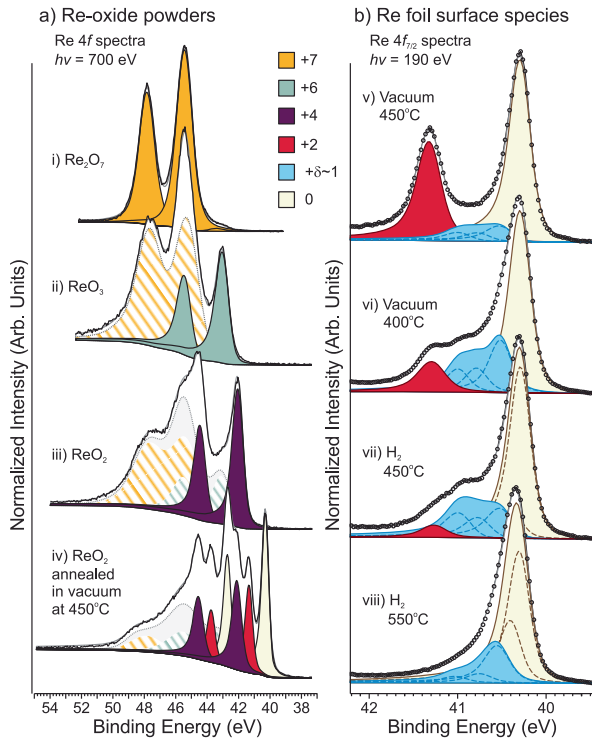 a) Re-oxide powders
Re 4f spectra
hν = 700 eV
+7
+6
+4
+2
+δ~1
0
i) Re₂O₇
ii) ReO₃
iii) ReO₂
iv) ReO₂
annealed
in vacuum
at 450°C
Normalized Intensity (Arb. Units)
54 52 50 48 46 44 42 40 38
Binding Energy (eV)
b) Re foil surface species
Re 4f₇/₂ spectra
hν = 190 eV
v) Vacuum
450°C
vi) Vacuum
400°C
vii) H₂
450°C
viii) H₂
550°C
Normalized Intensity (Arb. Units)
42 41 40
Binding Energy (eV)